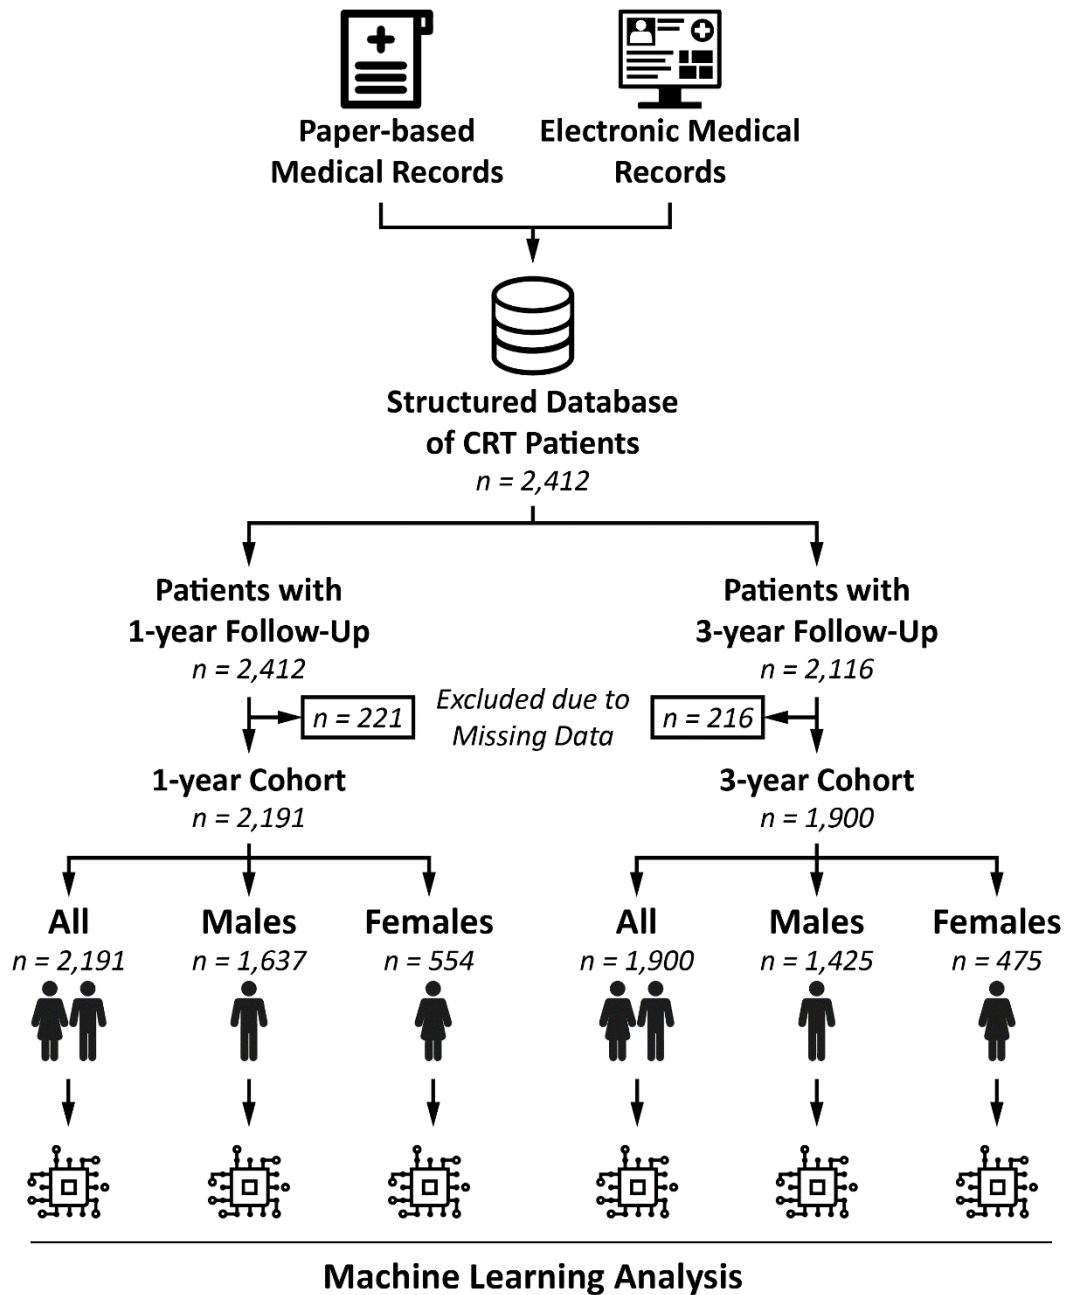 Paper-based
Medical Records
Electronic Medical
Records
Structured Database
of CRT Patients
n = 2,412
Patients with
1-year Follow-Up
n = 2,412
Patients with
3-year Follow-Up
n = 2,116
n = 221
Excluded due to
Missing Data
n = 216
1-year Cohort
n = 2,191
3-year Cohort
n = 1,900
All
n = 2,191
Males
n = 1,637
Females
n = 554
All
n = 1,900
Males
n = 1,425
Females
n = 475
Machine Learning Analysis